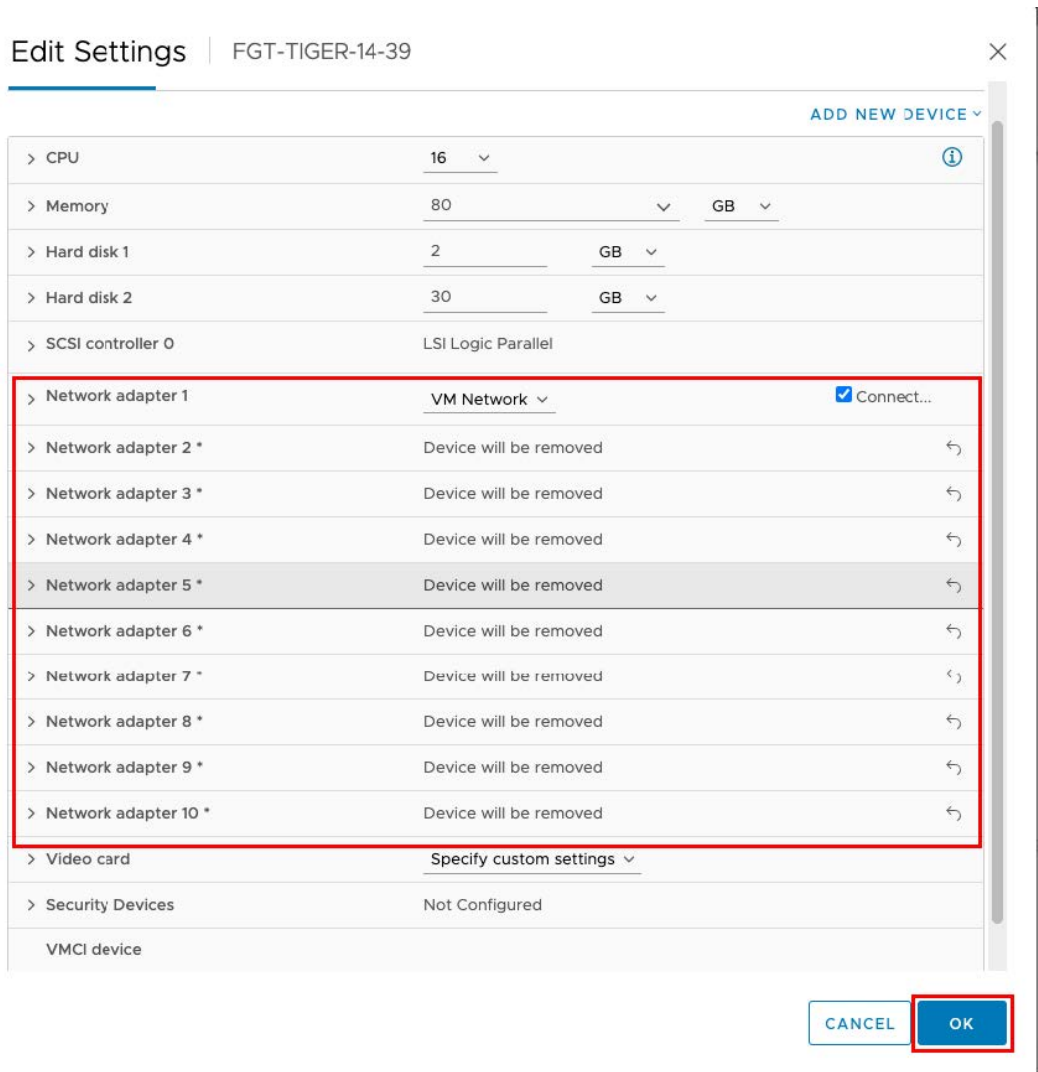 Edit Settings FGT-TIGER-14-39
ADD NEW DEVICE
CPU 16
Memory 80 GB
Hard disk 1 2 GB
Hard disk 2 30 GB
SCSI controller 0 LSI Logic Parallel
Network adapter 1 VM Network Connect...
Network adapter 2 * Device will be removed
Network adapter 3 * Device will be removed
Network adapter 4 * Device will be removed
Network adapter 5 * Device will be removed
Network adapter 6 * Device will be removed
Network adapter 7 * Device will be removed
Network adapter 8 * Device will be removed
Network adapter 9 * Device will be removed
Network adapter 10 * Device will be removed
Video card Specify custom settings
Security Devices Not Configured
VMCI device
CANCEL OK